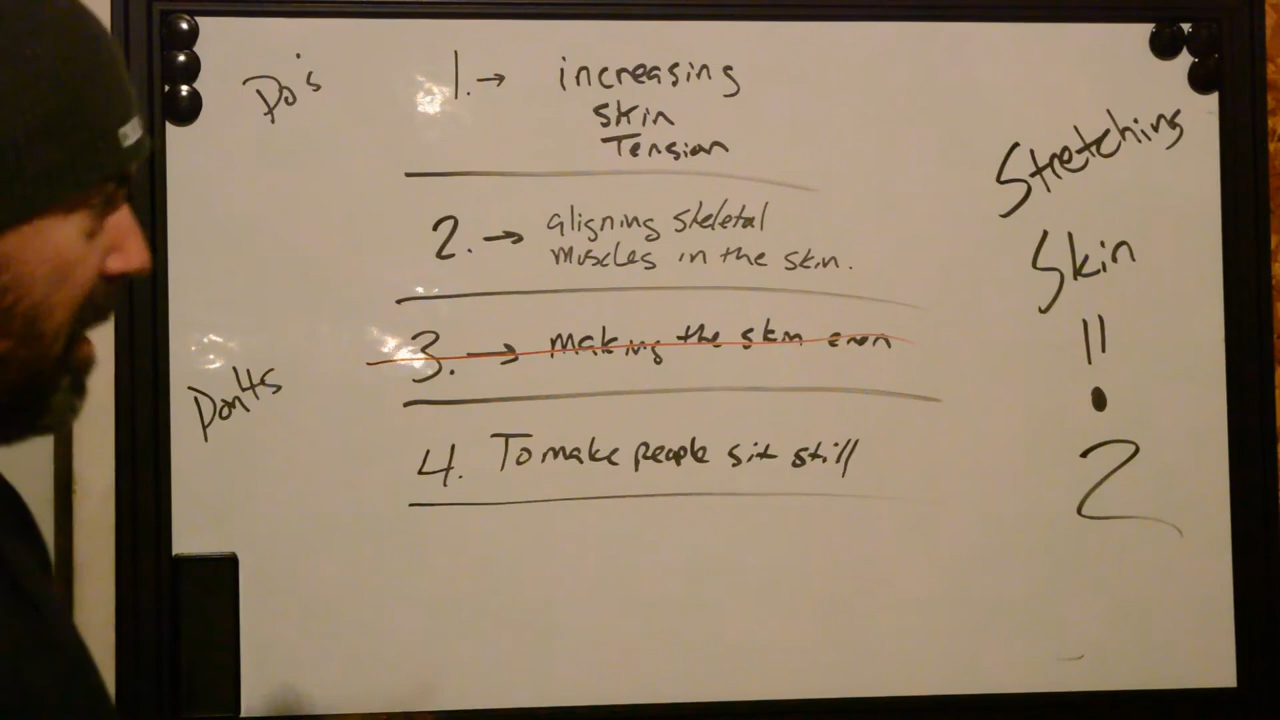 Do's
1. → increasing
skin
Tension
2. → aligning skeletal
muscles in the skin.
3. → making the skin even
Don'ts
4. To make people sit still
Stretching
Skin
!!
2